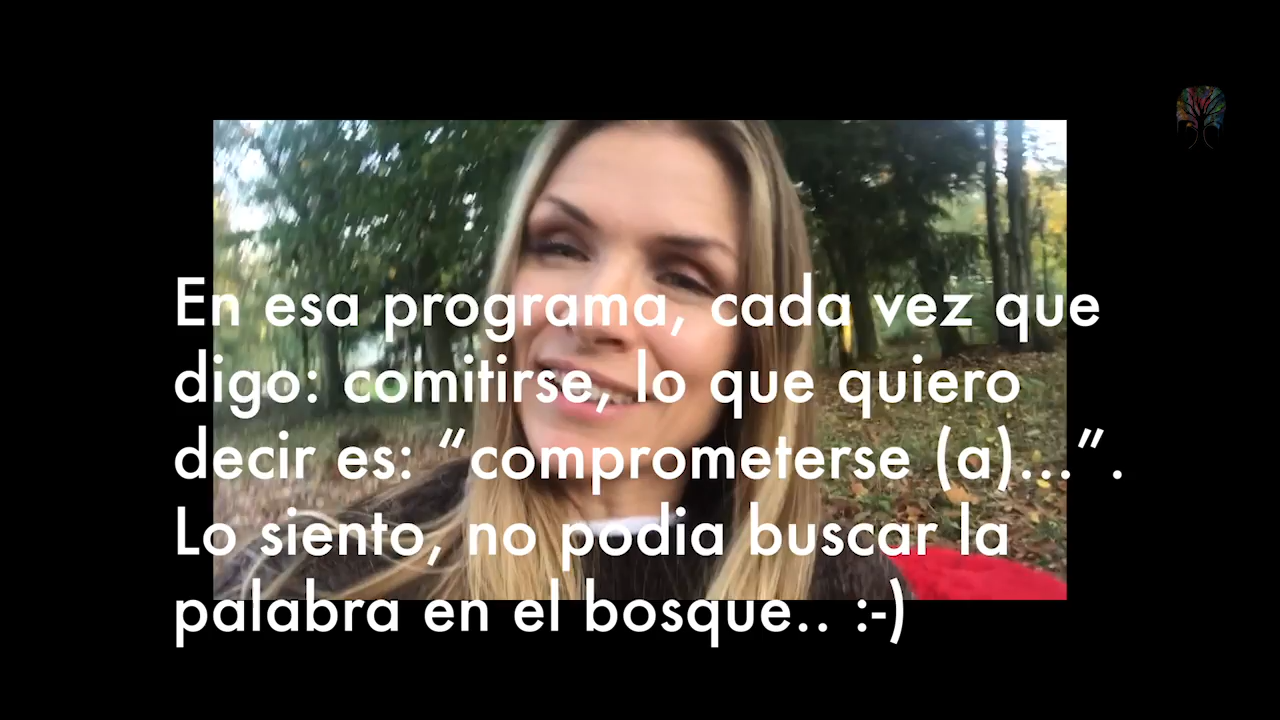 En esa programa, cada vez que
digo: comitirse, lo que quiero
decir es: “comprometerse (a)...”.
Lo siento, no podia buscar la
palabra en el bosque.. :-)